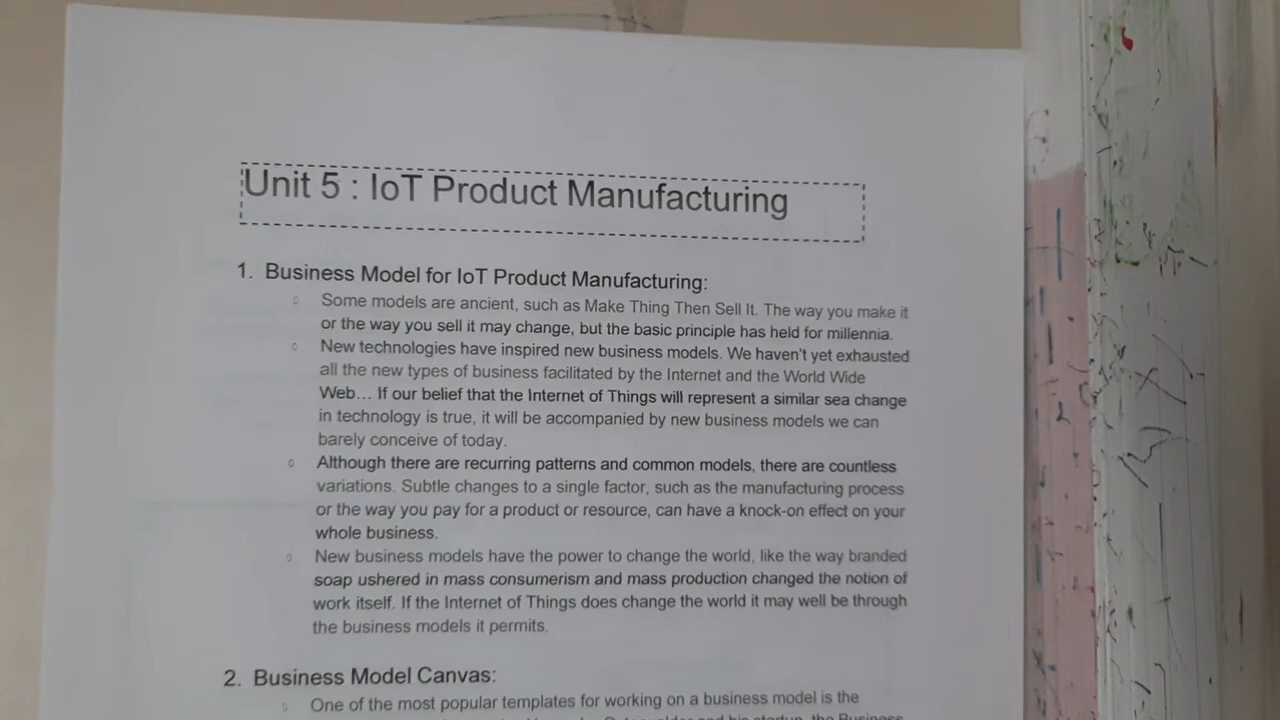 Unit 5 : IoT Product Manufacturing
1. Business Model for IoT Product Manufacturing:
Some models are ancient, such as Make Thing Then Sell It. The way you make it
or the way you sell it may change, but the basic principle has held for millennia.
New technologies have inspired new business models. We haven't yet exhausted
all the new types of business facilitated by the Internet and the World Wide
Web... If our belief that the Internet of Things will represent a similar sea change
in technology is true, it will be accompanied by new business models we can
barely conceive of today.
Although there are recurring patterns and common models, there are countless
variations. Subtle changes to a single factor, such as the manufacturing process
or the way you pay for a product or resource, can have a knock-on effect on your
whole business.
New business models have the power to change the world, like the way branded
soap ushered in mass consumerism and mass production changed the notion of
work itself. If the Internet of Things does change the world it may well be through
the business models it permits.
2. Business Model Canvas:
One of the most popular templates for working on a business model is the
and his startup, the Business